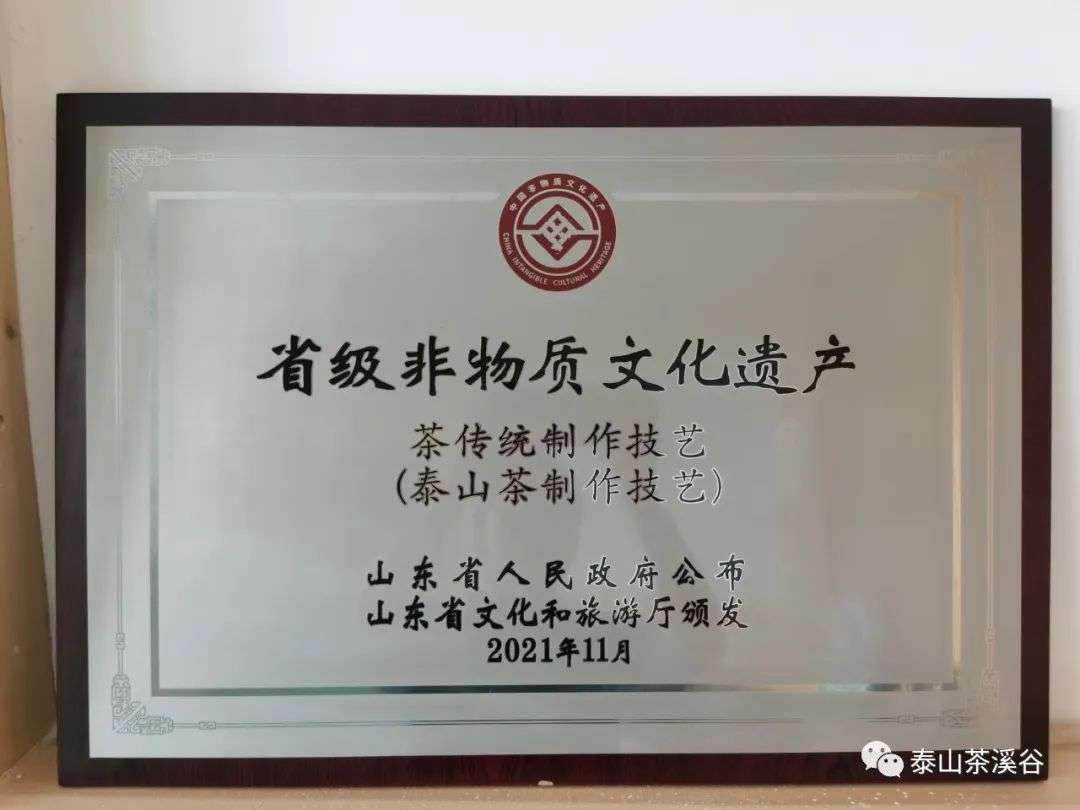 中国非物质文化遗产
CHINA INTANGIBLE CULTURAL HERITAGE
省级非物质文化遗产
茶传统制作技艺
(泰山茶制作技艺)
山东省人民政府公布
山东省文化和旅游厅颁发
2021年11月
泰山茶溪谷